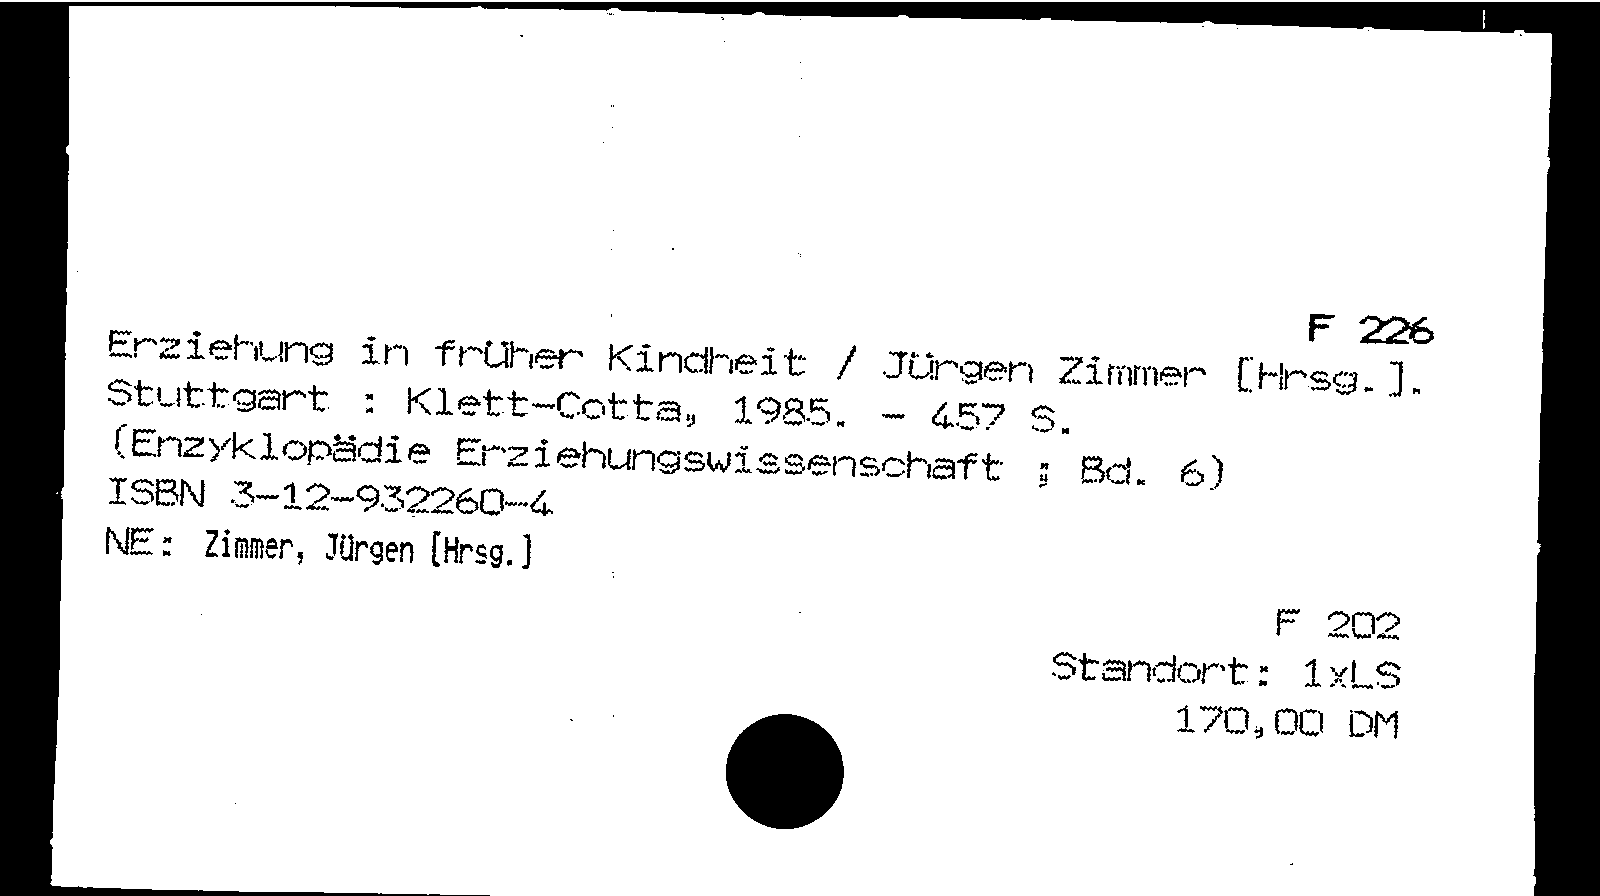 F 226
Erziehung in früher Kindheit / Jürgen Zimmer [Hrsg.].
Stuttgart : Klett-Cotta, 1985. - 457 S.
(Enzyklopädie Erziehungswissenschaft ; Bd. 6)
ISBN 3-12-932260-4
NE: Zimmer, Jürgen [Hrsg.]
F 202
Standort: 1xLS
170,00 DM